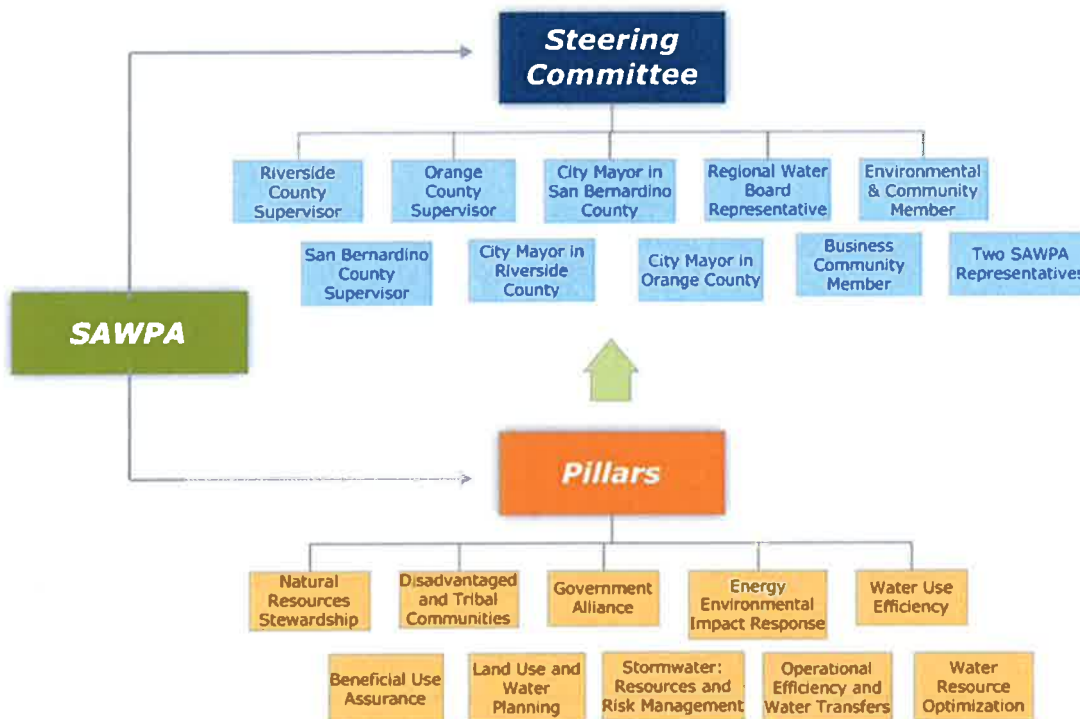 Steering
Committee
Riverside
County
Supervisor
Orange
County
Supervisor
City Mayor in
San Bernardino
County
Regional Water
Board
Representative
Environmental
& Community
Member
San Bernardino
County
Supervisor
City Mayor in
Riverside
County
City Mayor in
Orange County
Business
Community
Member
Two SAWPA
Representatives
SAWPA
Pillars
Natural
Resources
Stewardship
Disadvantaged
and Tribal
Communities
Government
Alliance
Energy
Environmental
Impact Response
Water Use
Efficiency
Beneficial Use
Assurance
Land Use and
Water
Planning
Stormwater:
Resources and
Risk Management
Operational
Efficiency and
Water Transfers
Water
Resource
Optimization